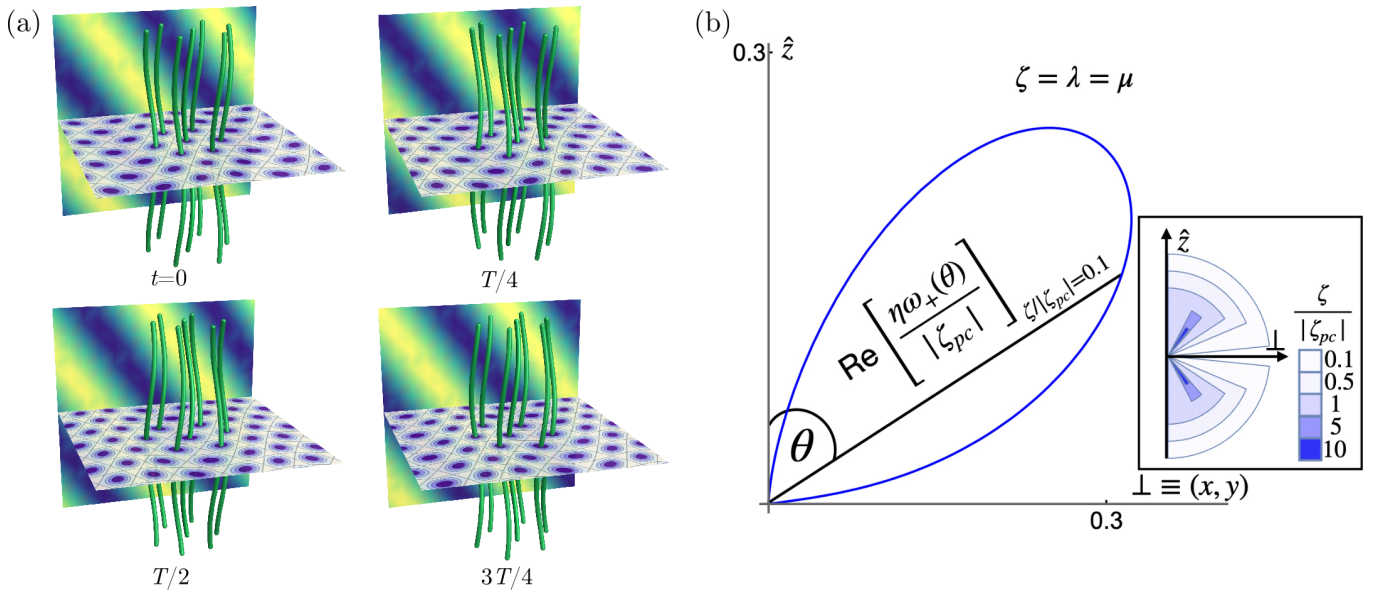 (a)
t=0
T/4
T/2
3T/4
(b)
0.3
ẑ
ζ = λ = μ
Re [ηω₊(θ) / |ζ_pc|] ζ/|ζ_pc|=0.1
θ
0.3
⊥ ≡ (x, y)
ẑ
⊥
ζ
|ζ_pc|
0.1
0.5
1
5
10